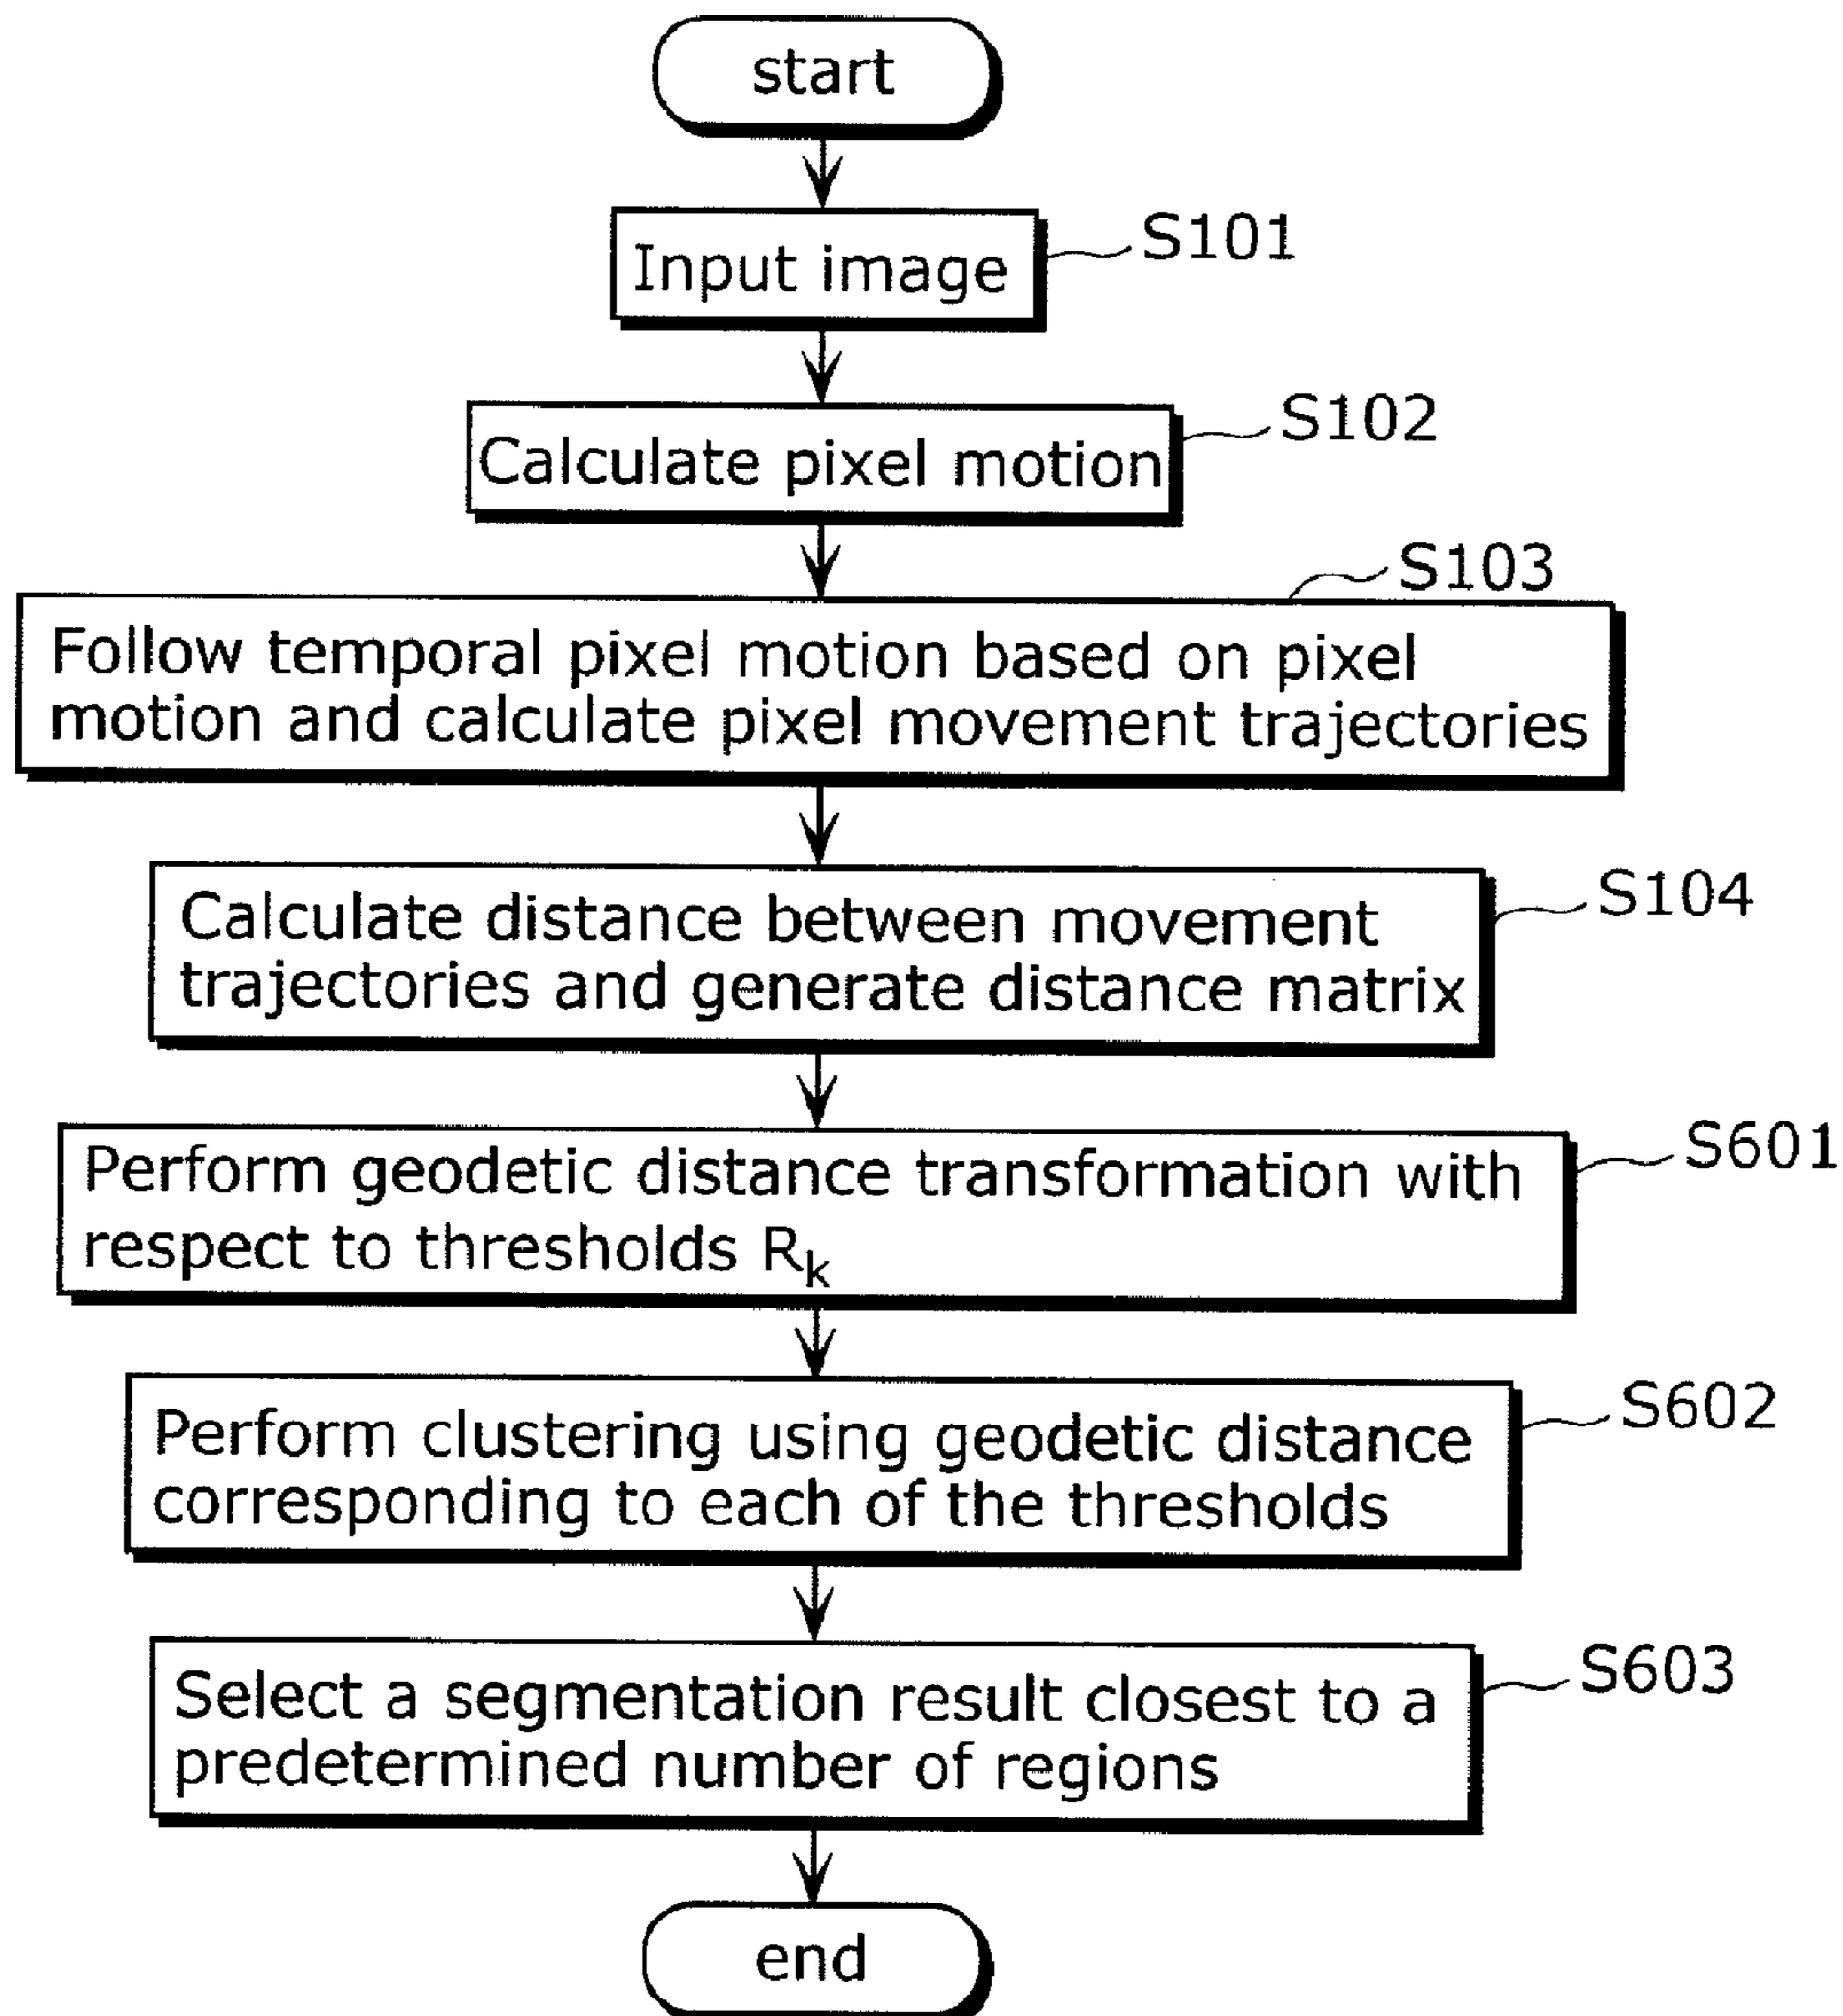 start
Input image
S101
Calculate pixel motion
S102
S103
Follow temporal pixel motion based on pixel
motion and calculate pixel movement trajectories
Calculate distance between movement
trajectories and generate distance matrix
S104
Perform geodetic distance transformation with
respect to thresholds Rk
S601
Perform clustering using geodetic distance
corresponding to each of the thresholds
S602
Select a segmentation result closest to a
predetermined number of regions
S603
end